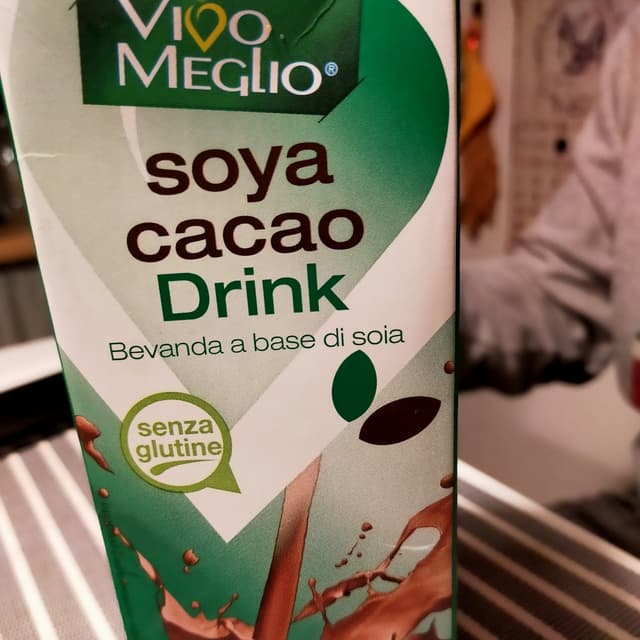 VIVO
MEGLIO®
soya
cacao
Drink
Bevanda a base di soia
senza
glutine